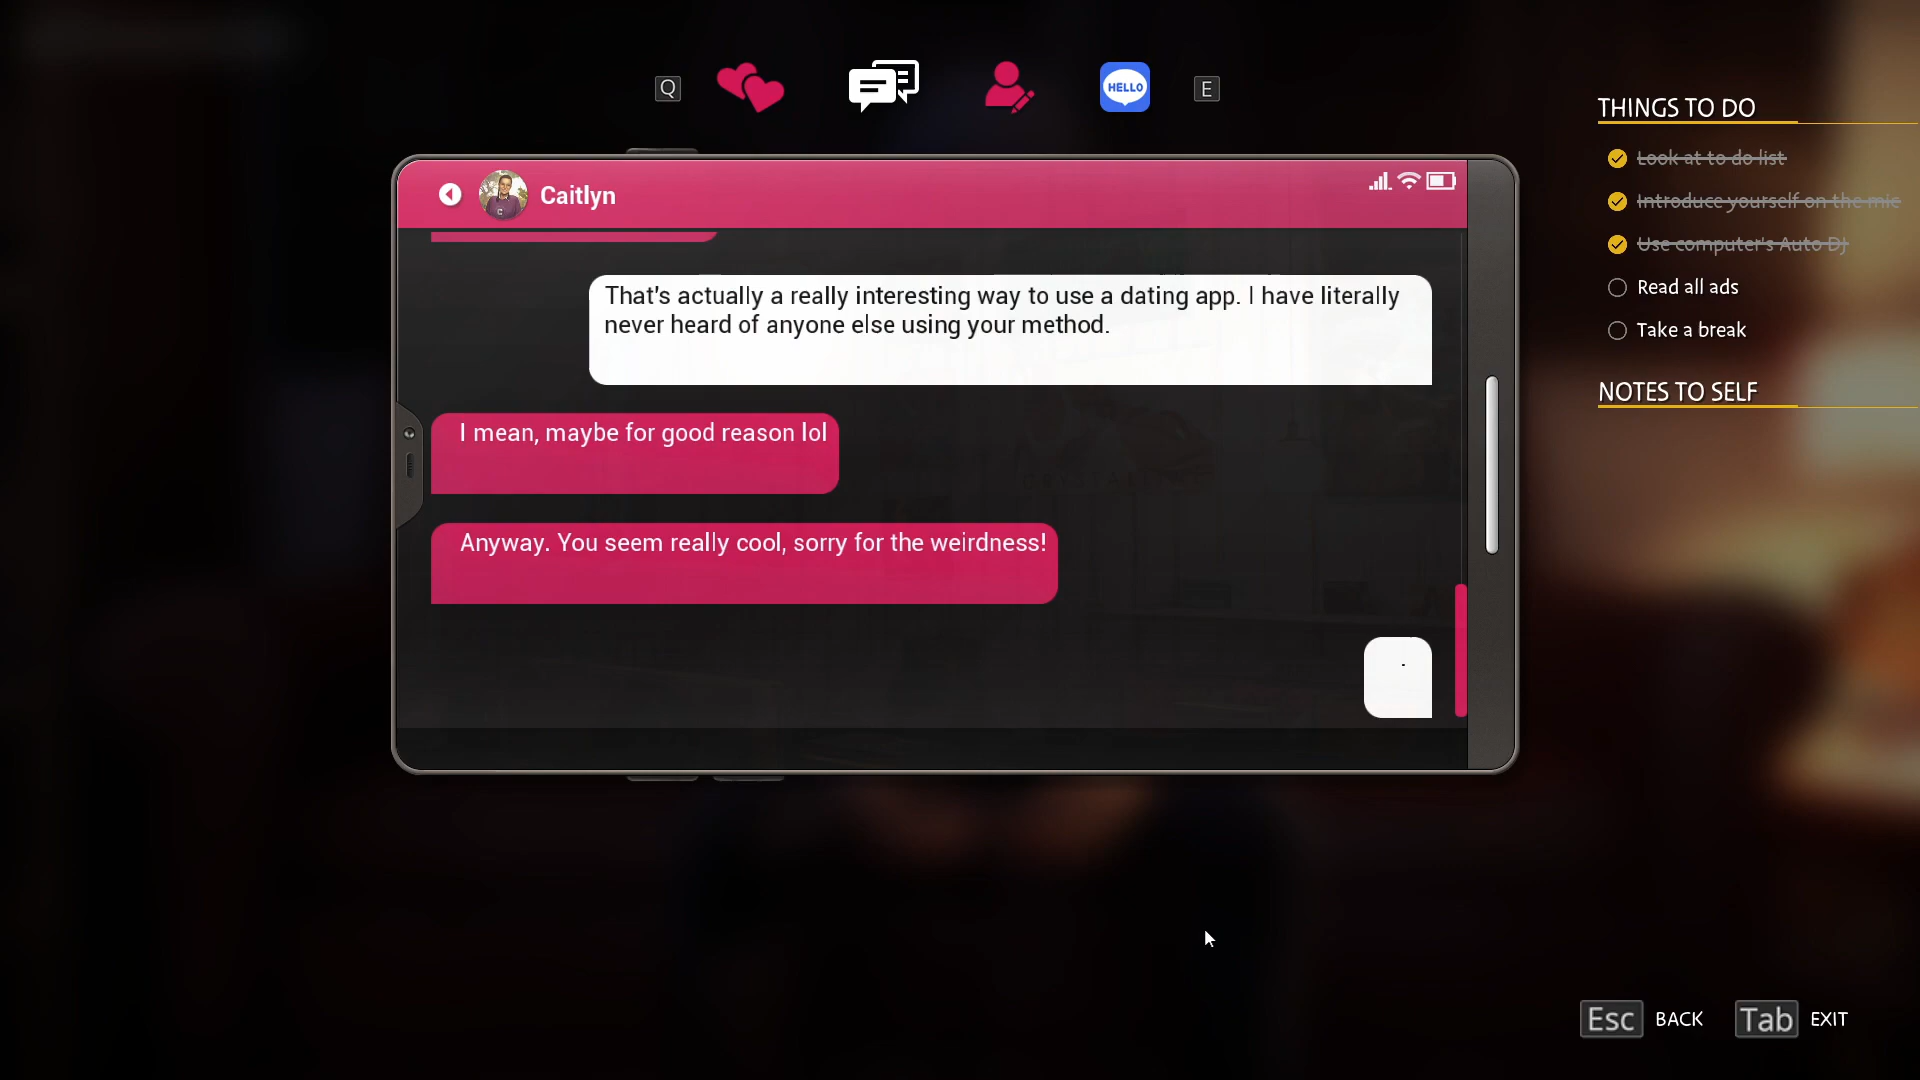 Q
HELLO
E
THINGS TO DO
Look at to do list
Introduce yourself on the mic
Use computer's Auto DJ
Read all ads
Take a break
NOTES TO SELF
Caitlyn
That's actually a really interesting way to use a dating app. I have literally
never heard of anyone else using your method.
I mean, maybe for good reason lol
Anyway. You seem really cool, sorry for the weirdness!
.
Esc BACK Tab EXIT